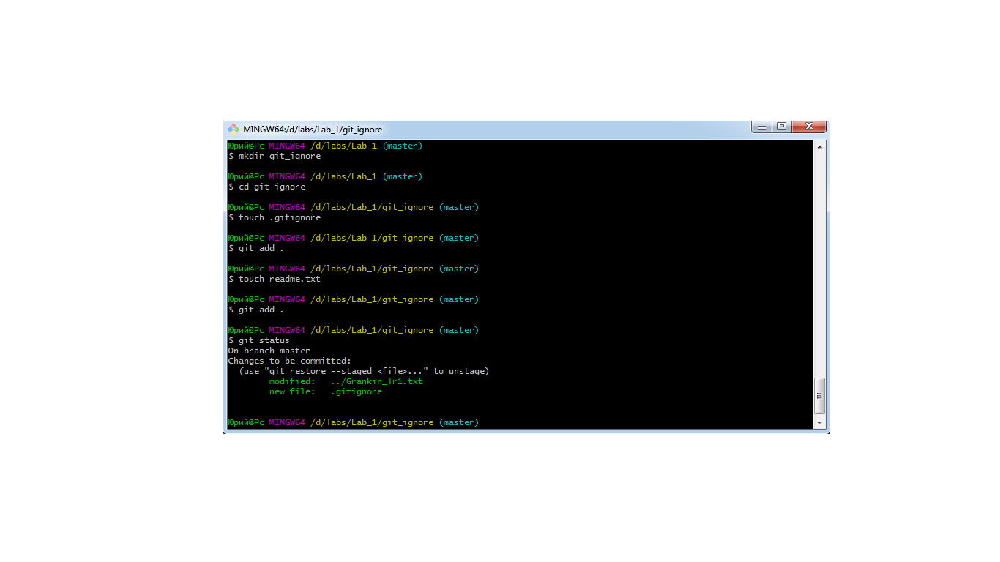 MINGW64:/d/labs/Lab_1/git_ignore
Юрий@Pc MINGW64 /d/labs/Lab_1 (master)
$ mkdir git_ignore
Юрий@Pc MINGW64 /d/labs/Lab_1 (master)
$ cd git_ignore
Юрий@Pc MINGW64 /d/labs/Lab_1/git_ignore (master)
$ touch .gitignore
Юрий@Pc MINGW64 /d/labs/Lab_1/git_ignore (master)
$ git add .
Юрий@Pc MINGW64 /d/labs/Lab_1/git_ignore (master)
$ touch readme.txt
Юрий@Pc MINGW64 /d/labs/Lab_1/git_ignore (master)
$ git add .
Юрий@Pc MINGW64 /d/labs/Lab_1/git_ignore (master)
$ git status
On branch master
Changes to be committed:
(use "git restore --staged <file>..." to unstage)
modified: ../Grankin_lr1.txt
new file: .gitignore
Юрий@Pc MINGW64 /d/labs/Lab_1/git_ignore (master)